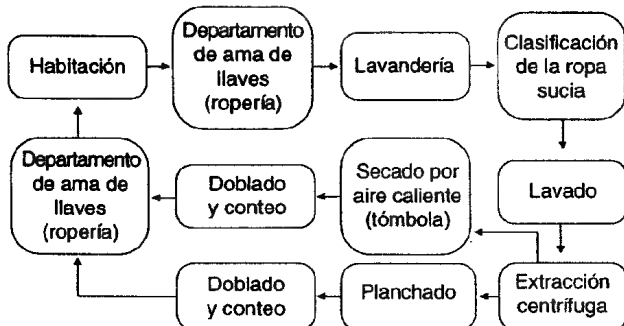 Habitación
Departamento
de ama de
llaves
(ropería)
Lavandería
Clasificación
de la ropa
sucia
Lavado
Extracción
centrífuga
Secado por
aire caliente
(tómbola)
Doblado
y conteo
Departamento
de ama de
llaves
(ropería)
Planchado
Doblado
y conteo